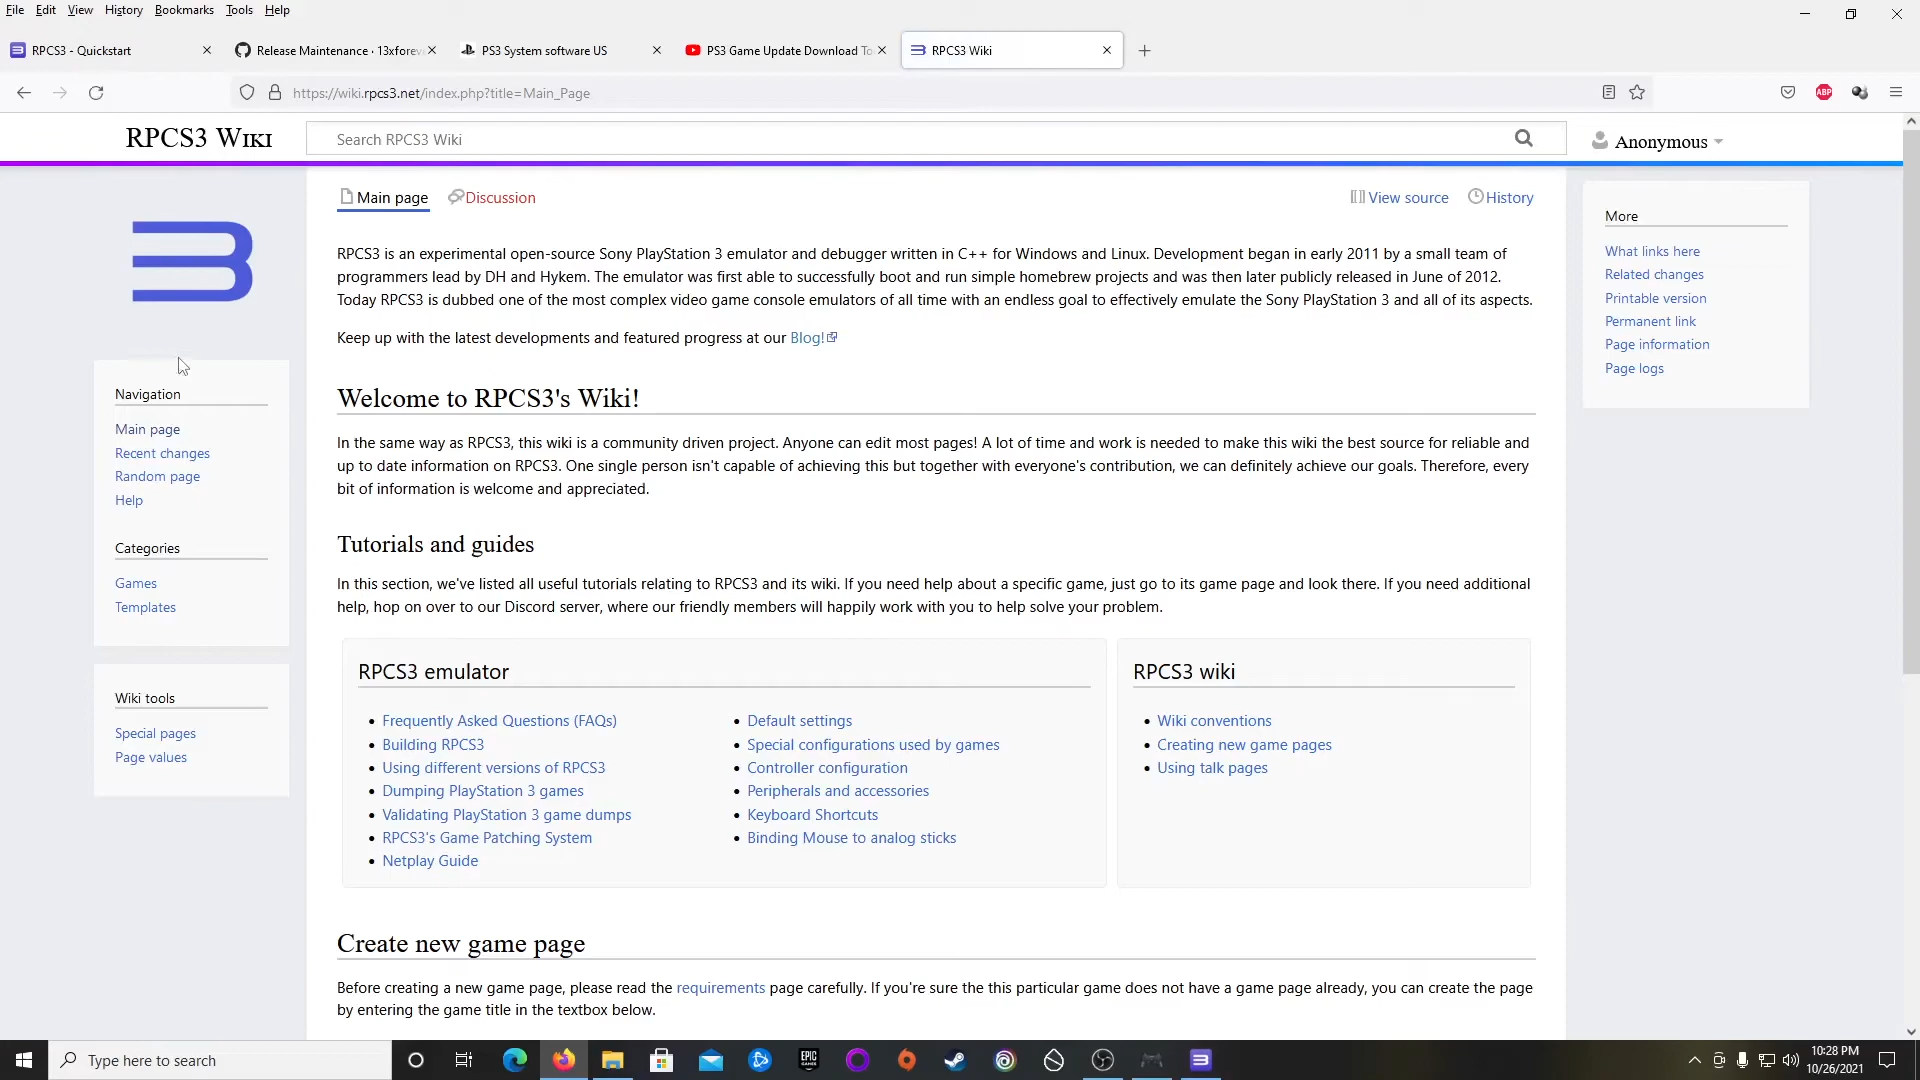 File Edit View History Bookmarks Tools Help
RPCS3 - Quickstart
Release Maintenance · 13xforev
PS3 System software US
PS3 Game Update Download To
RPCS3 Wiki
https://wiki.rpcs3.net/index.php?title=Main_Page
ABP
RPCS3 Wiki
Search RPCS3 Wiki
Anonymous
Main page
Discussion
View source
History
RPCS3 is an experimental open-source Sony PlayStation 3 emulator and debugger written in C++ for Windows and Linux. Development began in early 2011 by a small team of
programmers lead by DH and Hykem. The emulator was first able to successfully boot and run simple homebrew projects and was then later publicly released in June of 2012.
Today RPCS3 is dubbed one of the most complex video game console emulators of all time with an endless goal to effectively emulate the Sony PlayStation 3 and all of its aspects.
Keep up with the latest developments and featured progress at our Blog!
Welcome to RPCS3's Wiki!
In the same way as RPCS3, this wiki is a community driven project. Anyone can edit most pages! A lot of time and work is needed to make this wiki the best source for reliable and
up to date information on RPCS3. One single person isn't capable of achieving this but together with everyone's contribution, we can definitely achieve our goals. Therefore, every
bit of information is welcome and appreciated.
Tutorials and guides
In this section, we've listed all useful tutorials relating to RPCS3 and its wiki. If you need help about a specific game, just go to its game page and look there. If you need additional
help, hop on over to our Discord server, where our friendly members will happily work with you to help solve your problem.
RPCS3 emulator
Frequently Asked Questions (FAQs)
Building RPCS3
Using different versions of RPCS3
Dumping PlayStation 3 games
Validating PlayStation 3 game dumps
RPCS3's Game Patching System
Netplay Guide
Default settings
Special configurations used by games
Controller configuration
Peripherals and accessories
Keyboard Shortcuts
Binding Mouse to analog sticks
RPCS3 wiki
Wiki conventions
Creating new game pages
Using talk pages
Create new game page
Before creating a new game page, please read the requirements page carefully. If you're sure the this particular game does not have a game page already, you can create the page
by entering the game title in the textbox below.
Navigation
Main page
Recent changes
Random page
Help
Categories
Games
Templates
Wiki tools
Special pages
Page values
More
What links here
Related changes
Printable version
Permanent link
Page information
Page logs
Type here to search
EPIC
GAMES
10:28 PM
10/26/2021